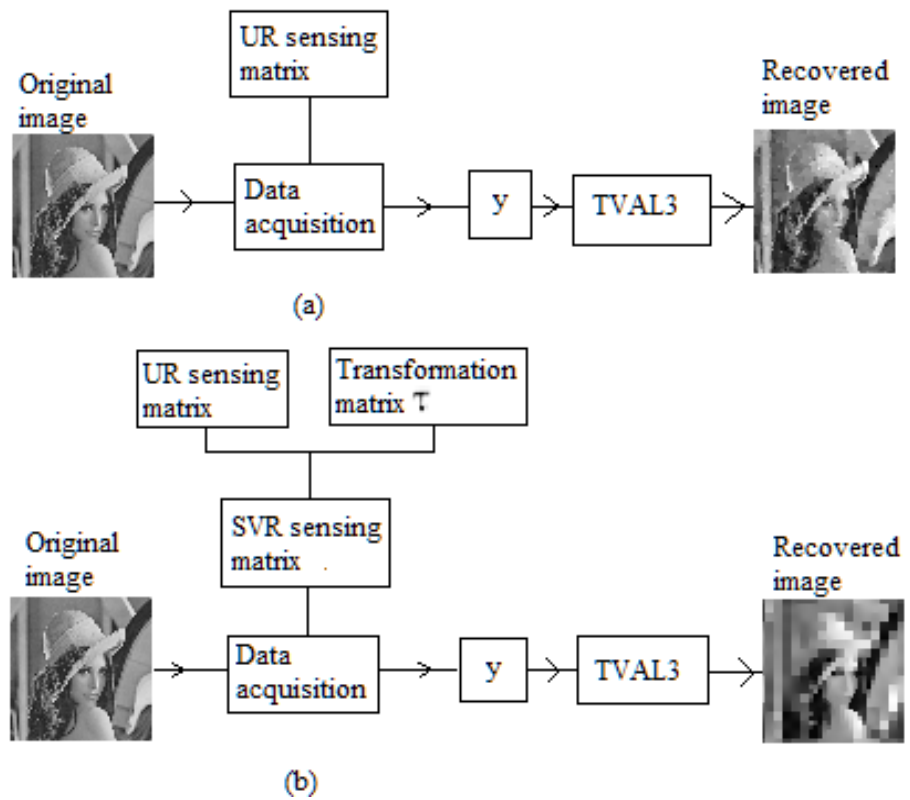 UR sensing
matrix
Original
image
Recovered
image
Data
acquisition
y
TVAL3
(a)
UR sensing
matrix
Transformation
matrix τ
SVR sensing
matrix
Original
image
Recovered
image
Data
acquisition
y
TVAL3
(b)